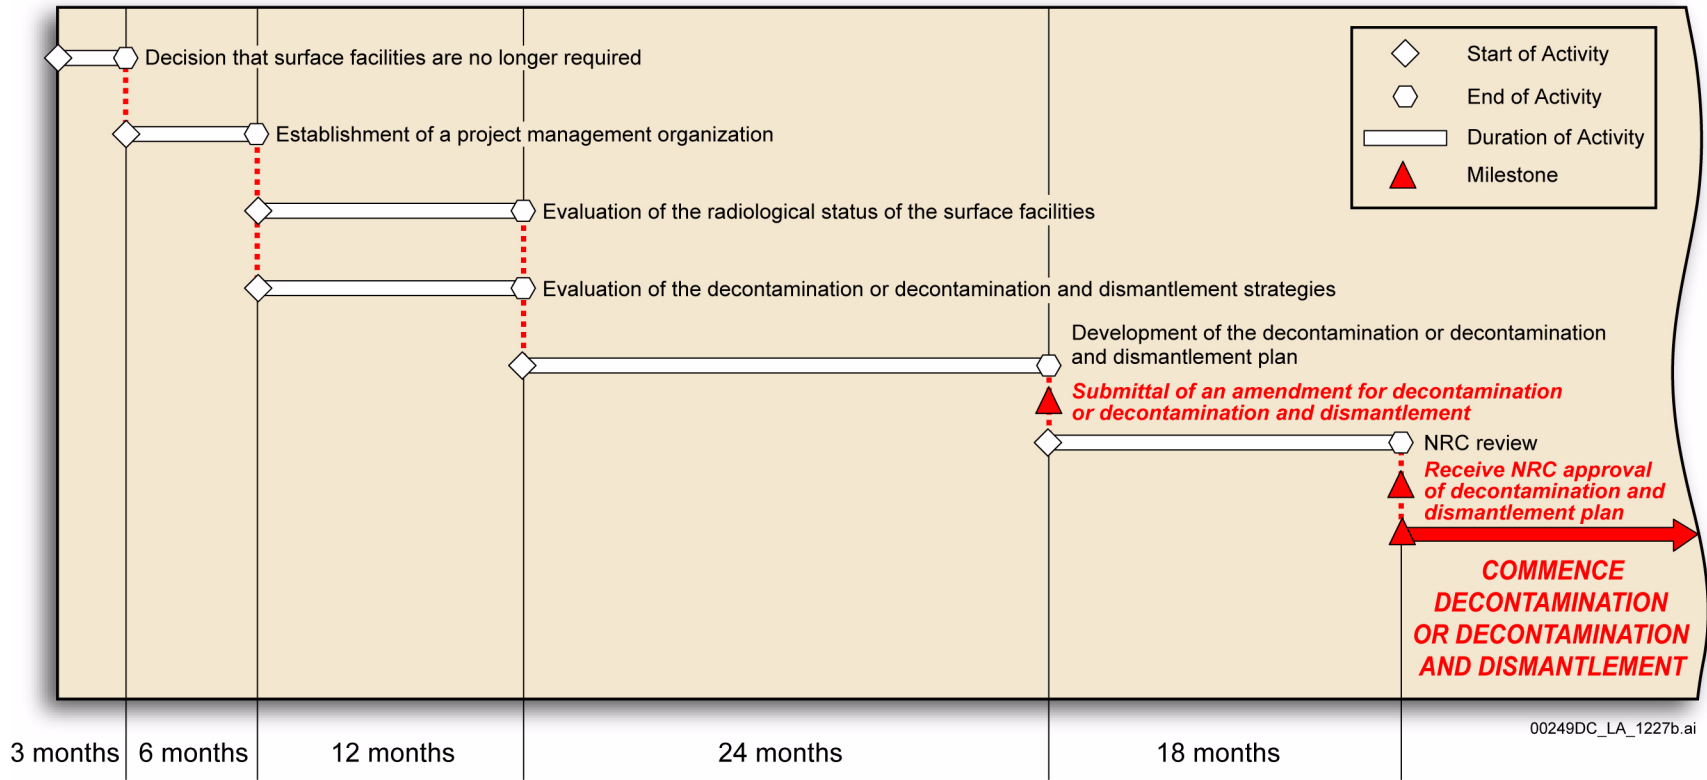 Decision that surface facilities are no longer required
Start of Activity
End of Activity
Duration of Activity
Milestone
Establishment of a project management organization
Evaluation of the radiological status of the surface facilities
Evaluation of the decontamination or decontamination and dismantlement strategies
Development of the decontamination or decontamination
and dismantlement plan
Submittal of an amendment for decontamination
or decontamination and dismantlement
NRC review
Receive NRC approval
of decontamination and
dismantlement plan
COMMENCE
DECONTAMINATION
OR DECONTAMINATION
AND DISMANTLEMENT
00249DC_LA_1227b.ai
3 months
6 months
12 months
24 months
18 months